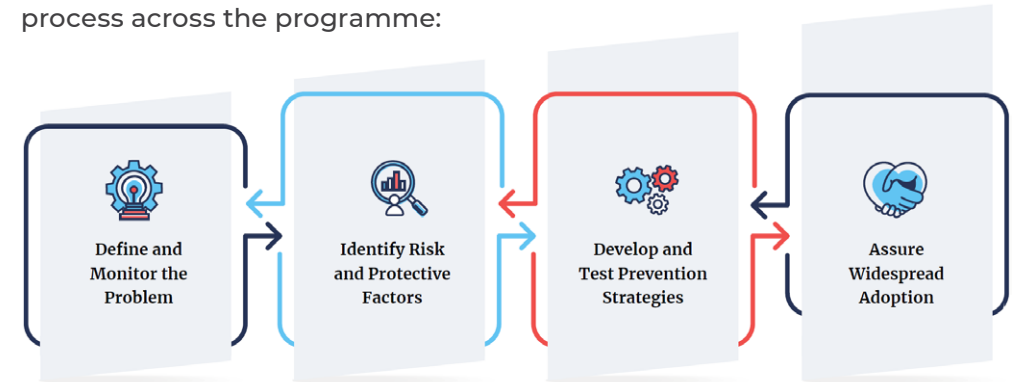 process across the programme:
Define and
Monitor the
Problem
Identify Risk
and Protective
Factors
Develop and
Test Prevention
Strategies
Assure
Widespread
Adoption